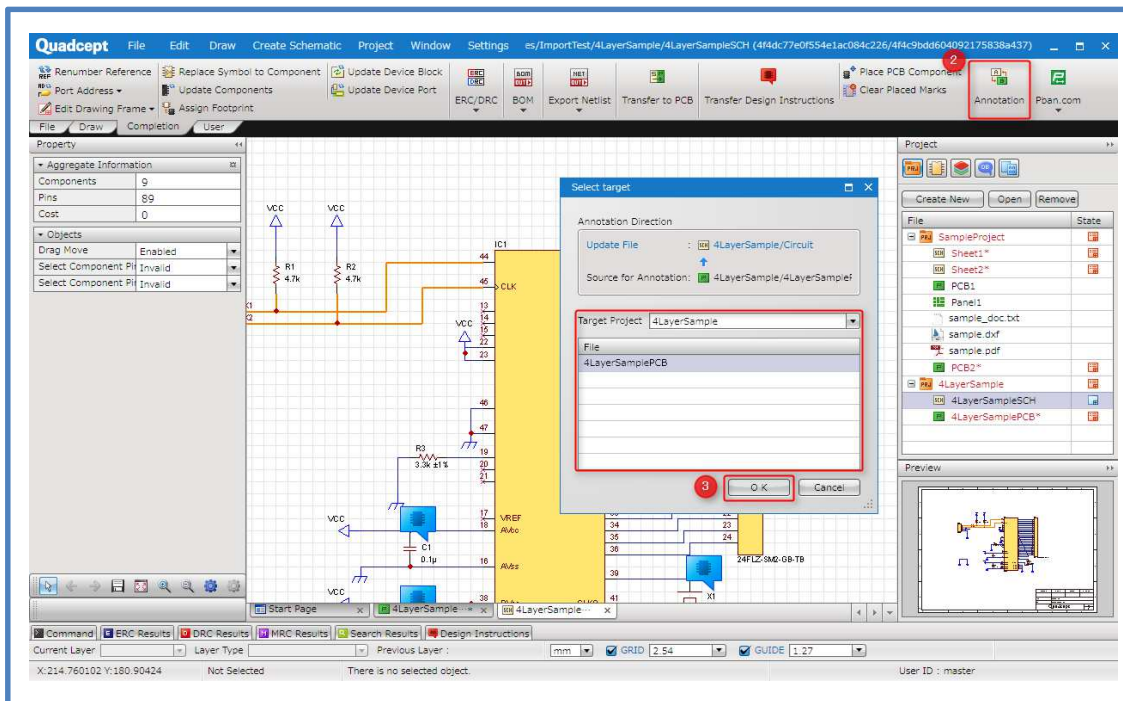 Quadcept File Edit Draw Create Schematic Project Window Settings es/ImportTest/4LayerSample/4LayerSampleSCH (4f4dc77e0f554e1ac084c226/4f4c9bdd604092175838a437)
2
Renumber Reference Replace Symbol to Component Update Device Block Place PCB Component
Port Address Update Components Update Device Port Clear Placed Marks
Edit Drawing Frame Assign Footprint
ERC/DRC BOM Export Netlist Transfer to PCB Transfer Design Instructions Annotation Pban.com
File Draw Completion User
Property
Aggregate Information
Components 9
Pins 89
Cost 0
Objects
Drag Move Enabled
Select Component Pi Invalid
Select Component Pi Invalid
VCC VCC
R1
4.7k
R2
4.7k
IC1
44
45 CLK
13
14
15
22
23
VCC
46
47
R3
3.3k ±1%
19
20
21
17 VREF
18
VCC
C1
0.1μ
16 AVss
VCC
38
34
35
36
39
41
23
24
24FLZ-SM2-GB-TB
X1
Select target
Annotation Direction
Update File : 4LayerSample/Circuit
Source for Annotation: 4LayerSample/4LayerSampleF
Target Project 4LayerSample
File
4LayerSamplePCB
3
O K Cancel
Project
Create New Open Remove
File State
SampleProject
Sheet1*
Sheet2*
PCB1
Panel1
sample_doc.txt
sample.dxf
sample.pdf
PCB2*
4LayerSample
4LayerSampleSCH
4LayerSamplePCB*
Preview
Start Page 4LayerSample···* x 4LayerSample··· x
Command ERC Results DRC Results MRC Results Search Results Design Instructions
Current Layer Layer Type Previous Layer : mm GRID 2.54 GUIDE 1.27
X:214.760102 Y:180.90424 Not Selected There is no selected object. User ID : master